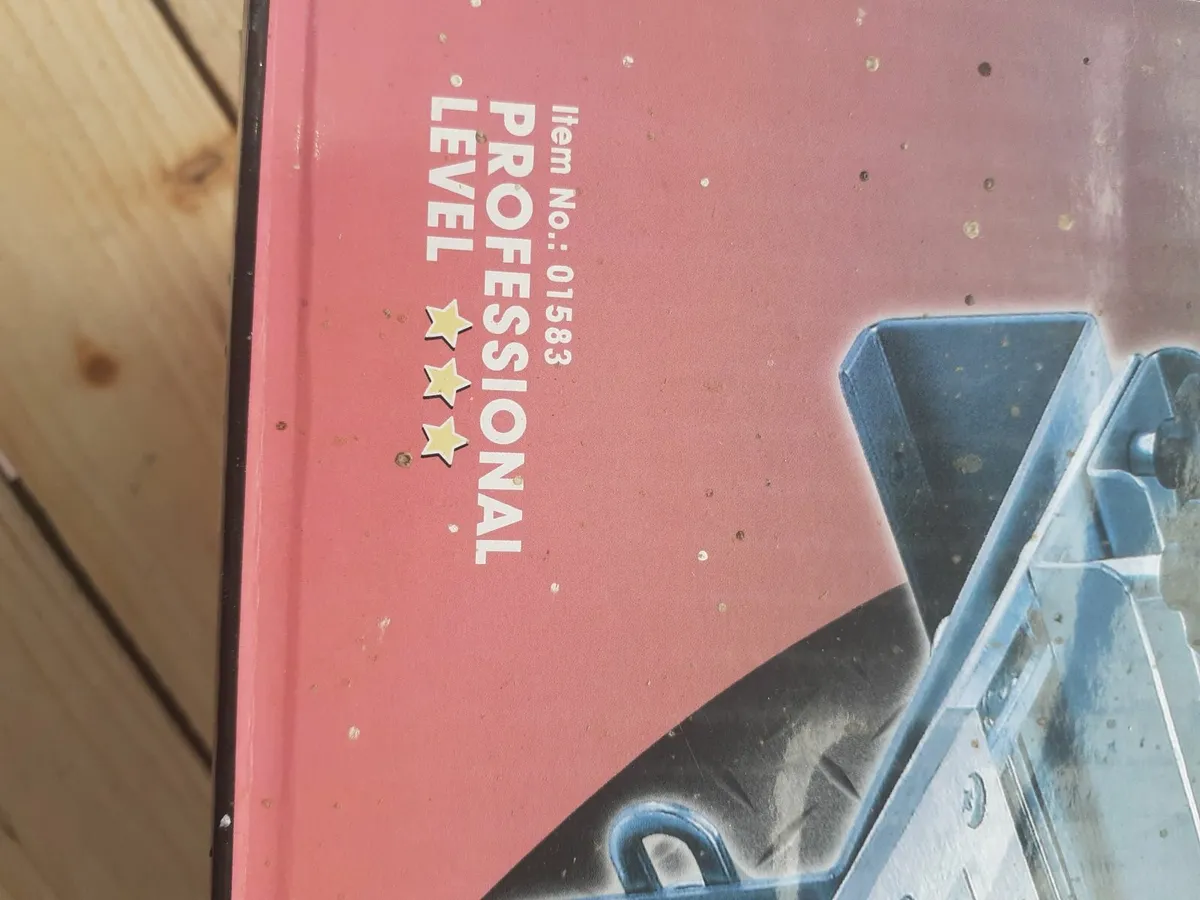 Item No.: 01583
PROFESSIONAL
LEVEL